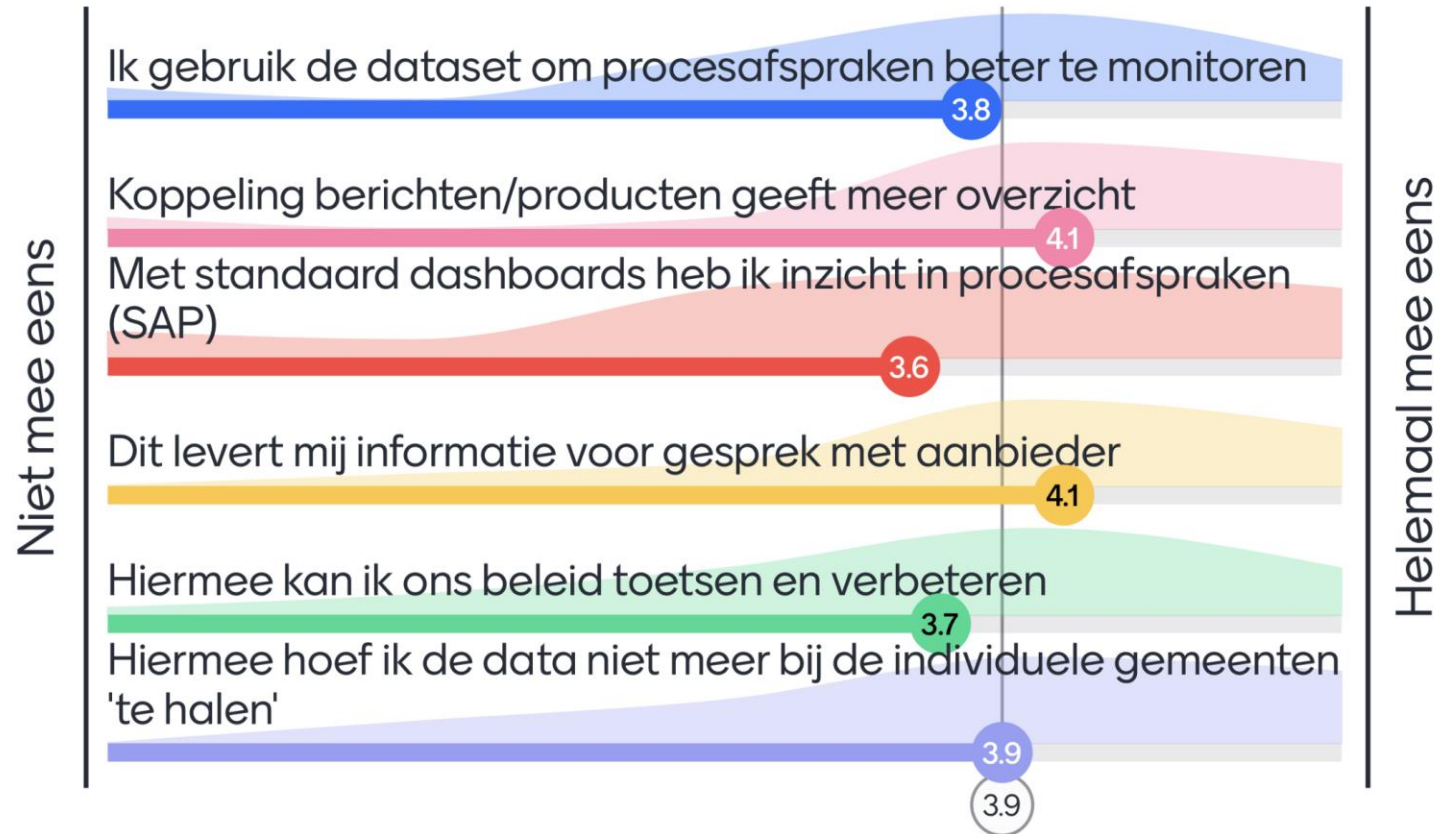 Niet mee eens
Ik gebruik de dataset om procesafspraken beter te monitoren
3.8
Koppeling berichten/producten geeft meer overzicht
4.1
Met standaard dashboards heb ik inzicht in procesafspraken
(SAP)
3.6
Dit levert mij informatie voor gesprek met aanbieder
4.1
Hiermee kan ik ons beleid toetsen en verbeteren
3.7
Hiermee hoef ik de data niet meer bij de individuele gemeenten
'te halen'
3.9
3.9
Helemaal mee eens